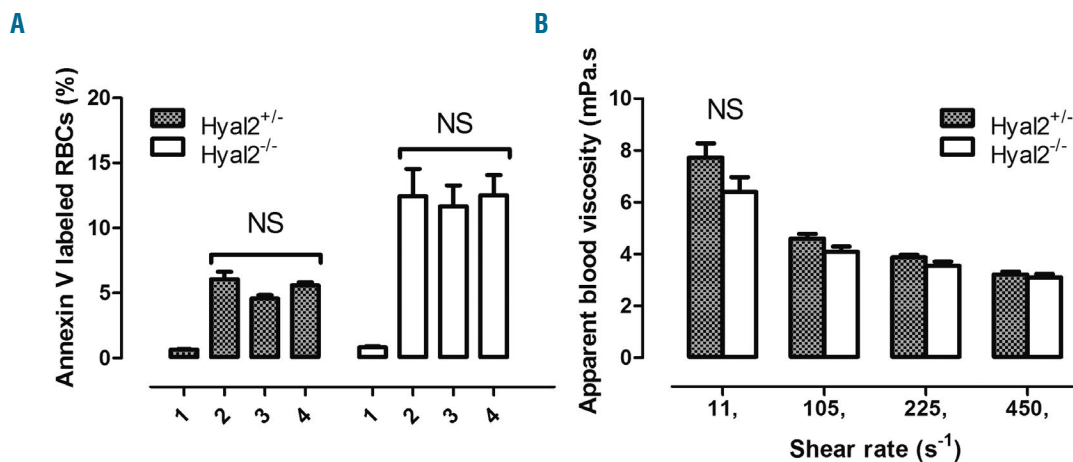 A
Annexin V labeled RBCs (%)
20
15
10
5
0
Hyal2+/-
Hyal2-/-
NS
NS
1 2 3 4 1 2 3 4
B
Apparent blood viscosity (mPa.s
10
8
6
4
2
0
NS
Hyal2+/-
Hyal2-/-
11, 105, 225, 450,
Shear rate (s-1)